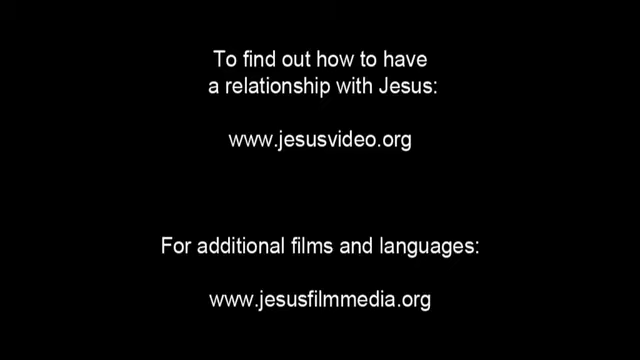 To find out how to have
a relationship with Jesus:
www.jesusvideo.org
For additional films and languages:
www.jesusfilmmedia.org